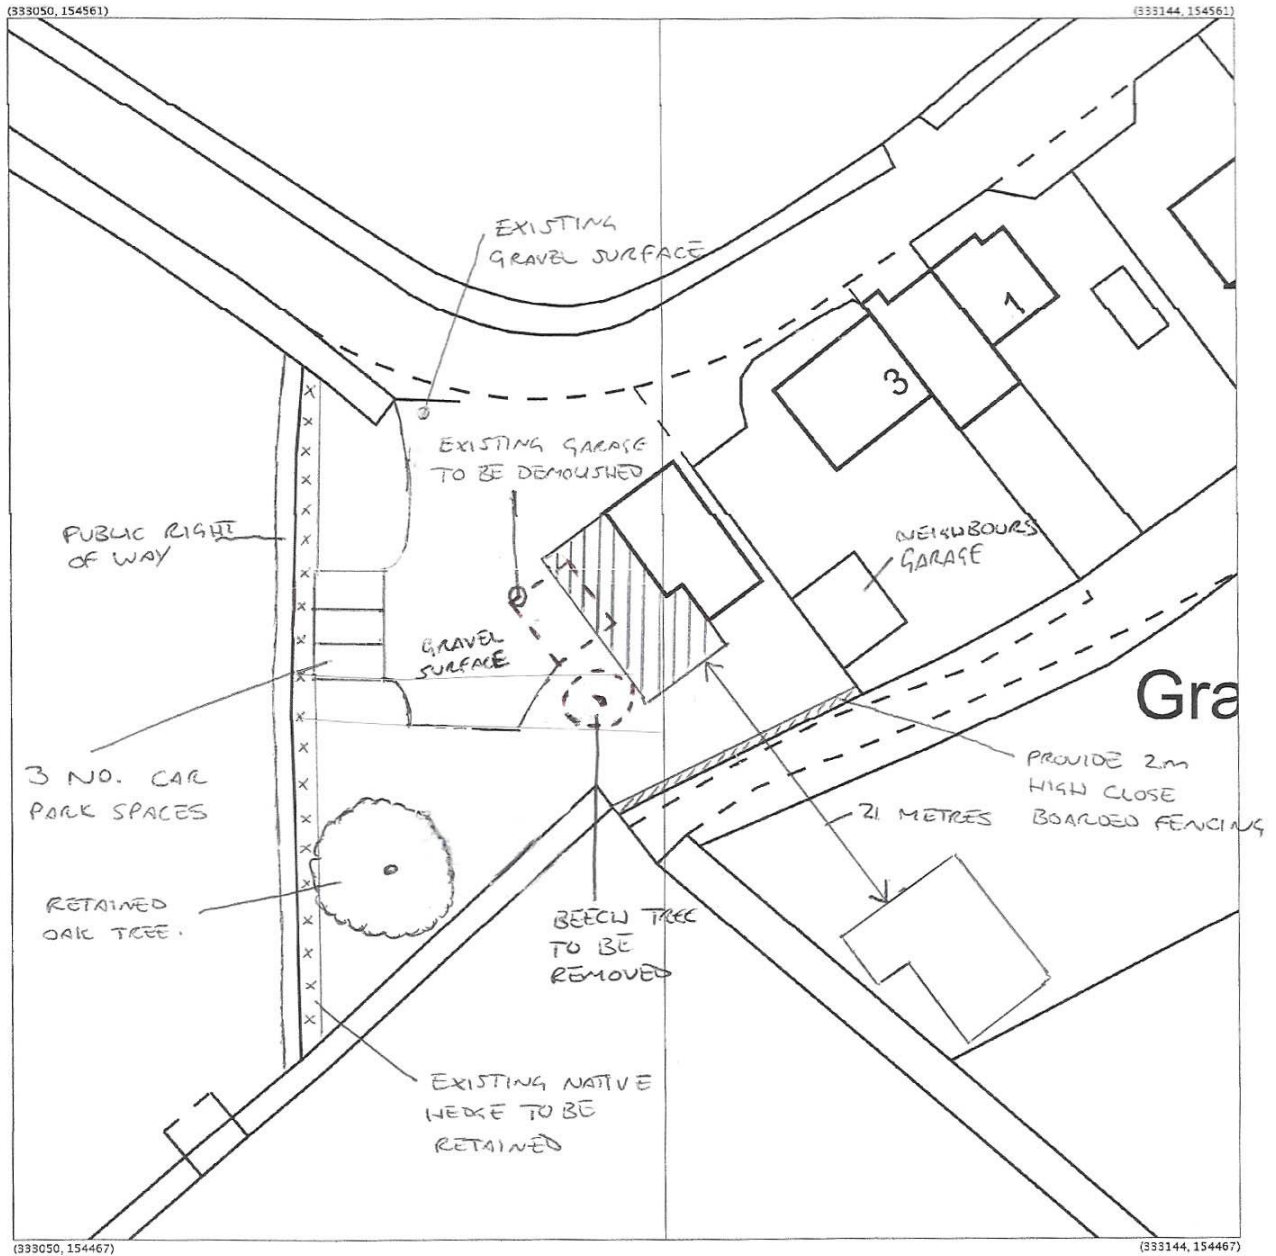 (333050, 154561)
(333144, 154561)
EXISTING
GRAVEL SURFACE
1
3
EXISTING GARAGE
TO BE DEMOLISHED
PUBLIC RIGHT
OF WAY
NEIGHBOURS
GARAGE
GRAVEL
SURFACE
Gra
3 NO. CAR
PARK SPACES
PROVIDE 2m
HIGH CLOSE
BOARDED FENCING
21 METRES
RETAINED
OAK TREE.
BEECH TREE
TO BE
REMOVED
EXISTING NATIVE
HEDGE TO BE
RETAINED
(333050, 154467)
(333144, 154467)